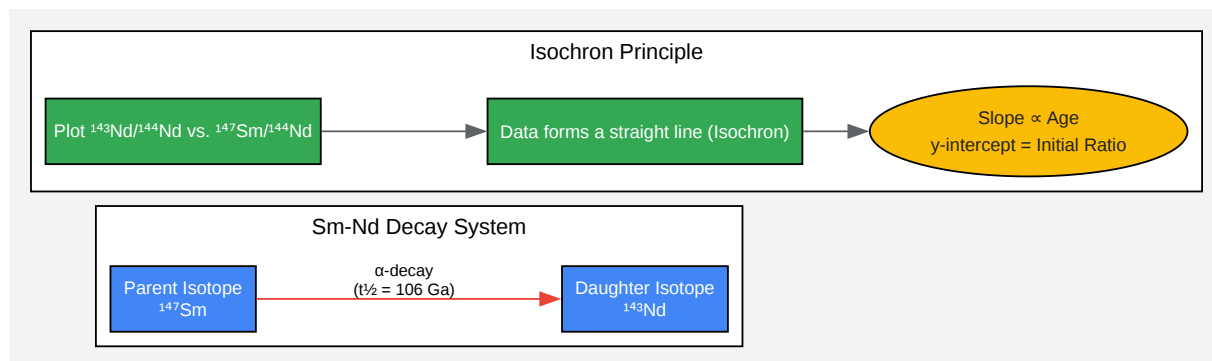 Isochron Principle
Plot ¹⁴³Nd/¹⁴⁴Nd vs. ¹⁴⁷Sm/¹⁴⁴Nd
Data forms a straight line (Isochron)
Slope ∝ Age
y-intercept = Initial Ratio
Sm-Nd Decay System
Parent Isotope
¹⁴⁷Sm
α-decay
(t½ = 106 Ga)
Daughter Isotope
¹⁴³Nd